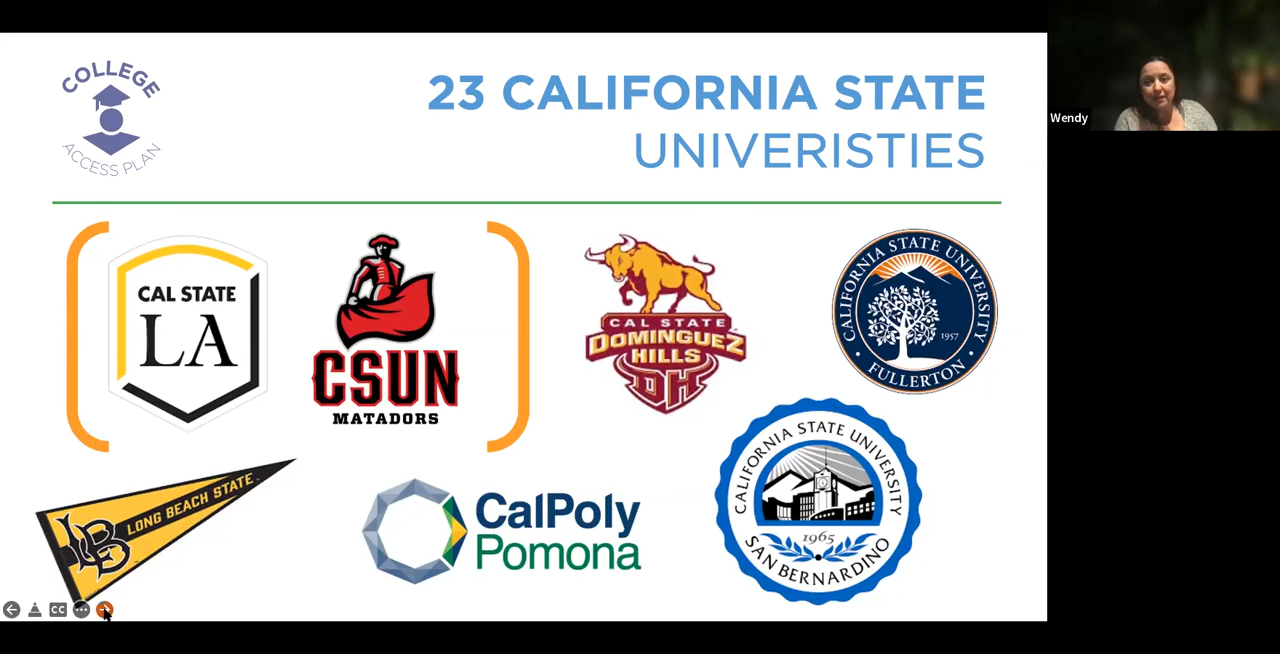 COLLEGE
ACCESS PLAN
23 CALIFORNIA STATE
UNIVERISTIES
Wendy
CAL STATE
LA
CSUN
MATADORS
CAL STATE
DOMINGUEZ
HILLS
DH
CALIFORNIA STATE UNIVERSITY
1957
FULLERTON
LB
LONG BEACH STATE
CalPoly
Pomona
CALIFORNIA STATE UNIVERSITY
1965
SAN BERNARDINO
CC